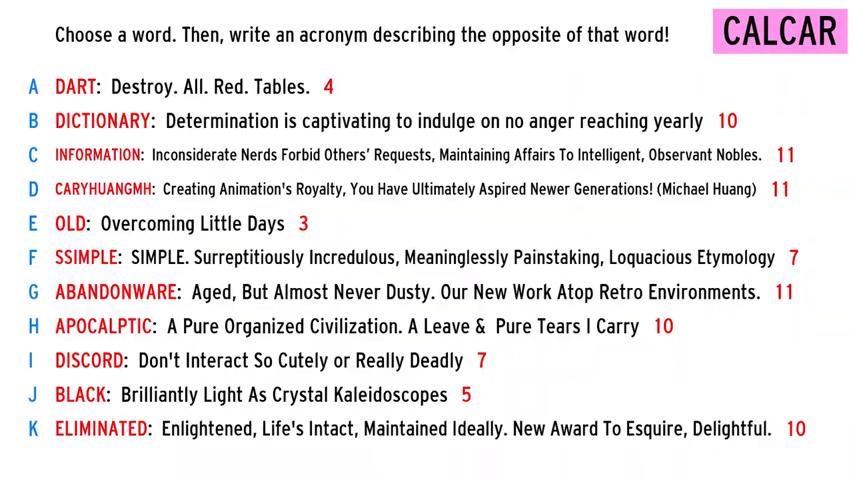 Choose a word. Then, write an acronym describing the opposite of that word!
CALCAR
A DART: Destroy. All. Red. Tables. 4
B DICTIONARY: Determination is captivating to indulge on no anger reaching yearly 10
C INFORMATION: Inconsiderate Nerds Forbid Others' Requests, Maintaining Affairs To Intelligent, Observant Nobles. 11
D CARYHUANGMH: Creating Animation's Royalty, You Have Ultimately Aspired Newer Generations! (Michael Huang) 11
E OLD: Overcoming Little Days 3
F SSIMPLE: SIMPLE. Surreptitiously Incredulous, Meaninglessly Painstaking, Loquacious Etymology 7
G ABANDONWARE: Aged, But Almost Never Dusty. Our New Work Atop Retro Environments. 11
H APOCALPTIC: A Pure Organized Civilization. A Leave & Pure Tears I Carry 10
I DISCORD: Don't Interact So Cutely or Really Deadly 7
J BLACK: Brilliantly Light As Crystal Kaleidoscopes 5
K ELIMINATED: Enlightened, Life's Intact, Maintained Ideally. New Award To Esquire, Delightful. 10